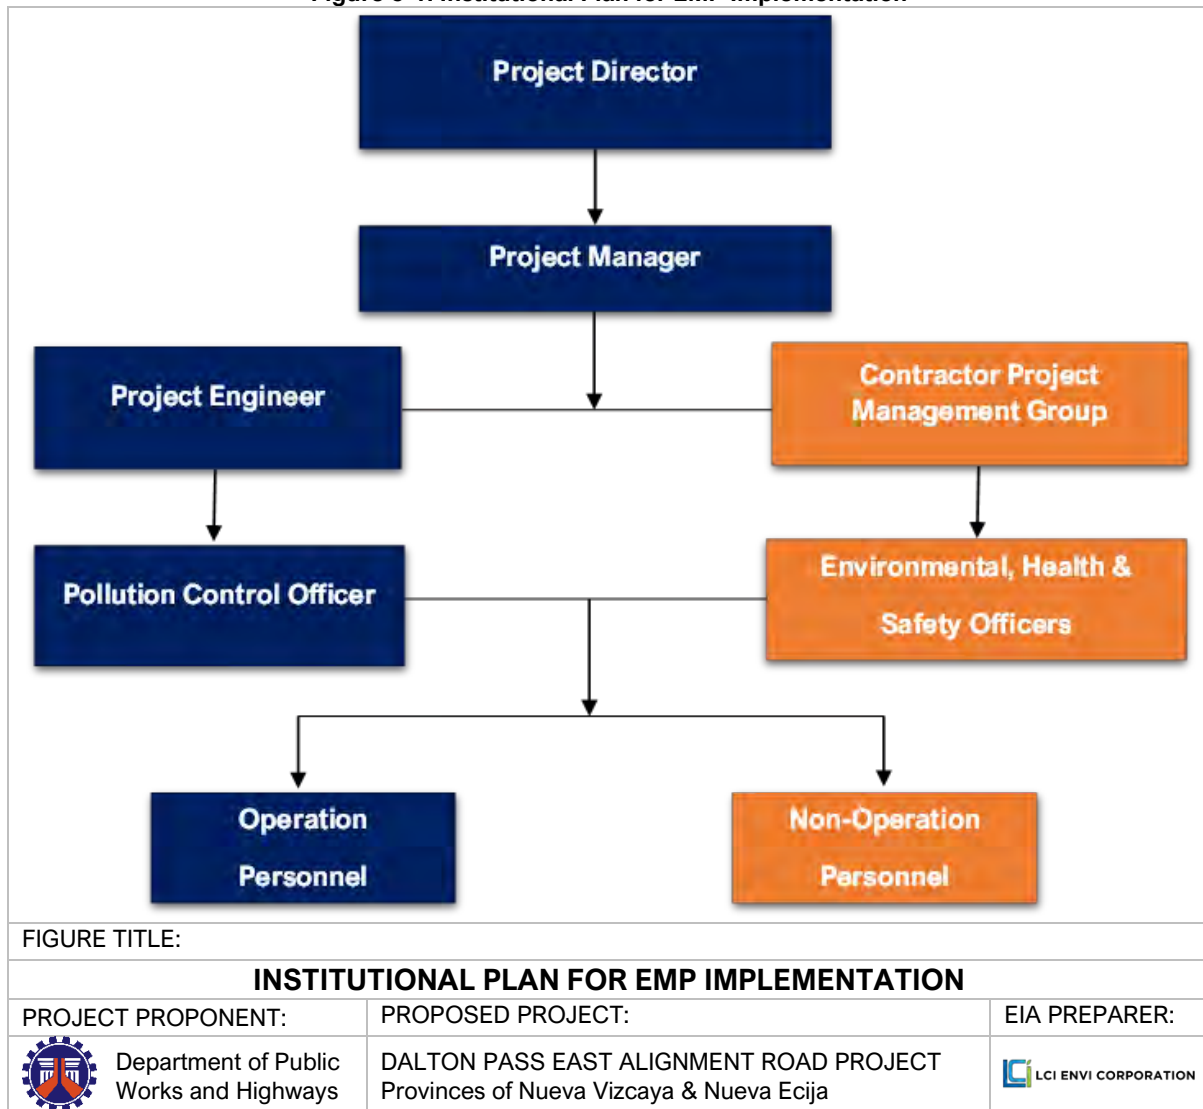 Project Director
Project Manager
Project Engineer
Contractor Project
Management Group
Pollution Control Officer
Environmental, Health &
Safety Officers
Operation
Personnel
Non-Operation
Personnel
FIGURE TITLE:
INSTITUTIONAL PLAN FOR EMP IMPLEMENTATION
PROJECT PROPONENT:
Department of Public
Works and Highways
PROPOSED PROJECT:
DALTON PASS EAST ALIGNMENT ROAD PROJECT
Provinces of Nueva Vizcaya & Nueva Ecija
EIA PREPARER:
LCI ENVI CORPORATION